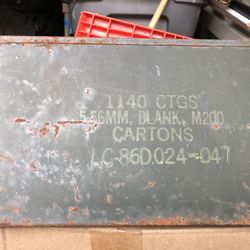 1140 CTGS
5.56MM, BLANK, M200
CARTONS
LC-86D024-047